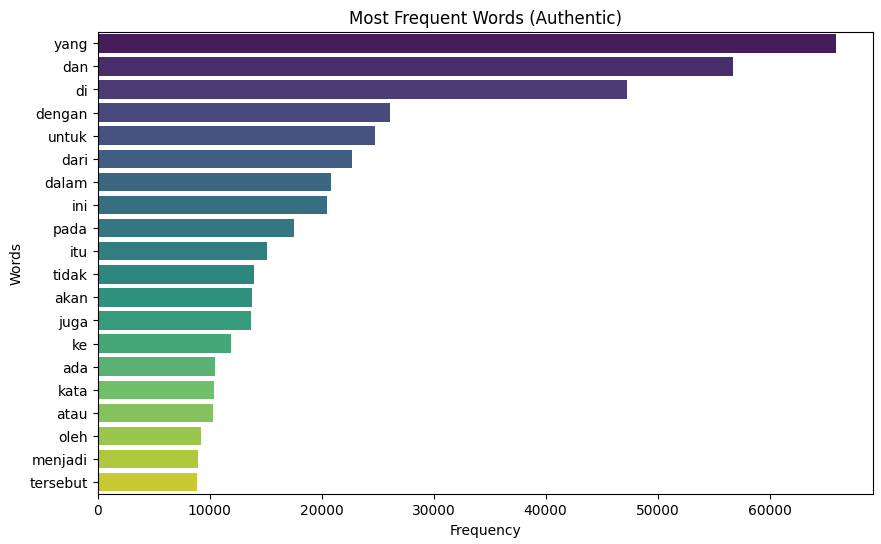 Most Frequent Words (Authentic)
Words
yang
dan
di
dengan
untuk
dari
dalam
ini
pada
itu
tidak
akan
juga
ke
ada
kata
atau
oleh
menjadi
tersebut
0 10000 20000 30000 40000 50000 60000
Frequency